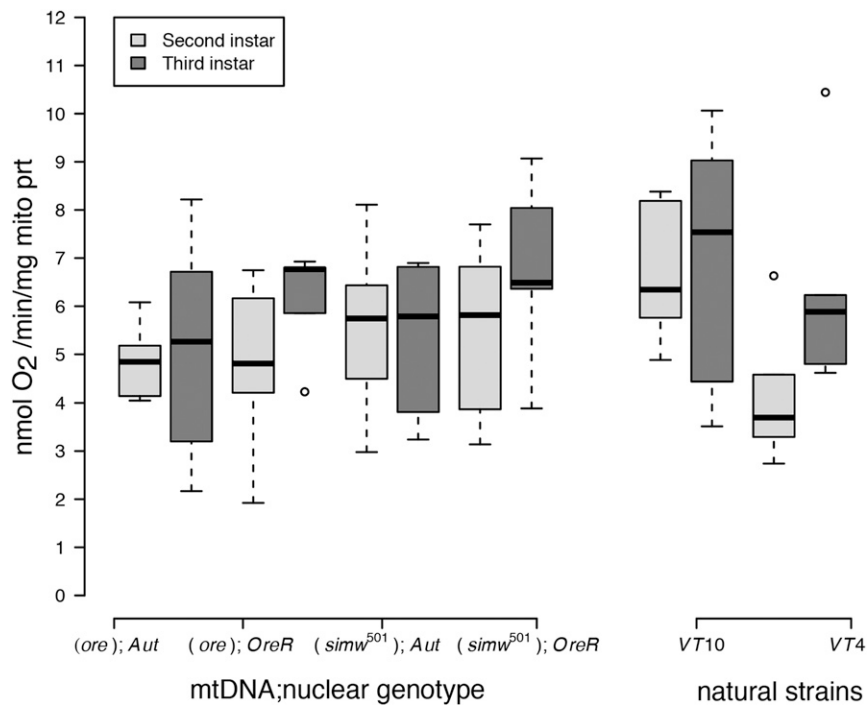 12
11
10
9
8
7
6
5
4
3
2
1
0
nmol O2 /min/mg mito prt
Second instar
Third instar
(ore); Aut (ore); OreR (simw501); Aut (simw501); OreR VT10 VT4
mtDNA;nuclear genotype natural strains